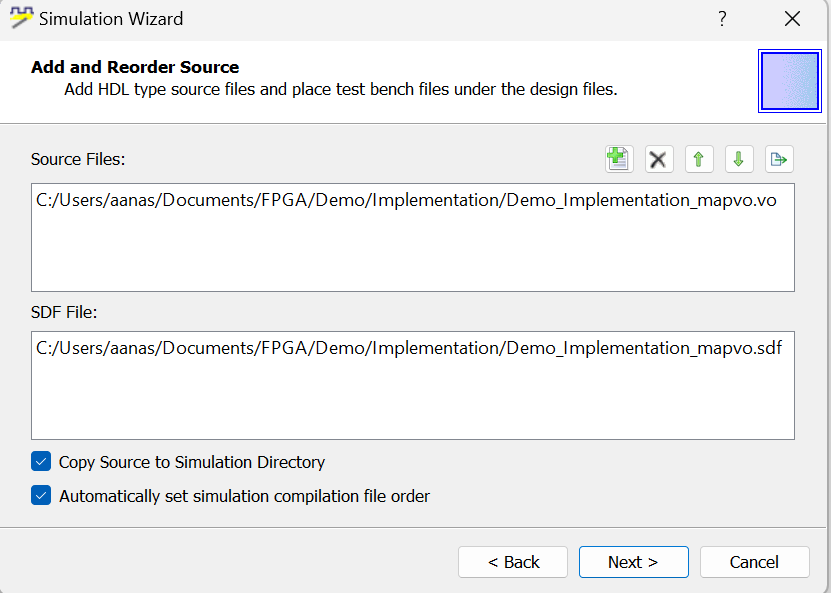 Simulation Wizard
?
Add and Reorder Source
Add HDL type source files and place test bench files under the design files.
Source Files:
C:/Users/aanas/Documents/FPGA/Demo/Implementation/Demo_Implementation_mapvo.vo
SDF File:
C:/Users/aanas/Documents/FPGA/Demo/Implementation/Demo_Implementation_mapvo.sdf
Copy Source to Simulation Directory
Automatically set simulation compilation file order
< Back
Next >
Cancel